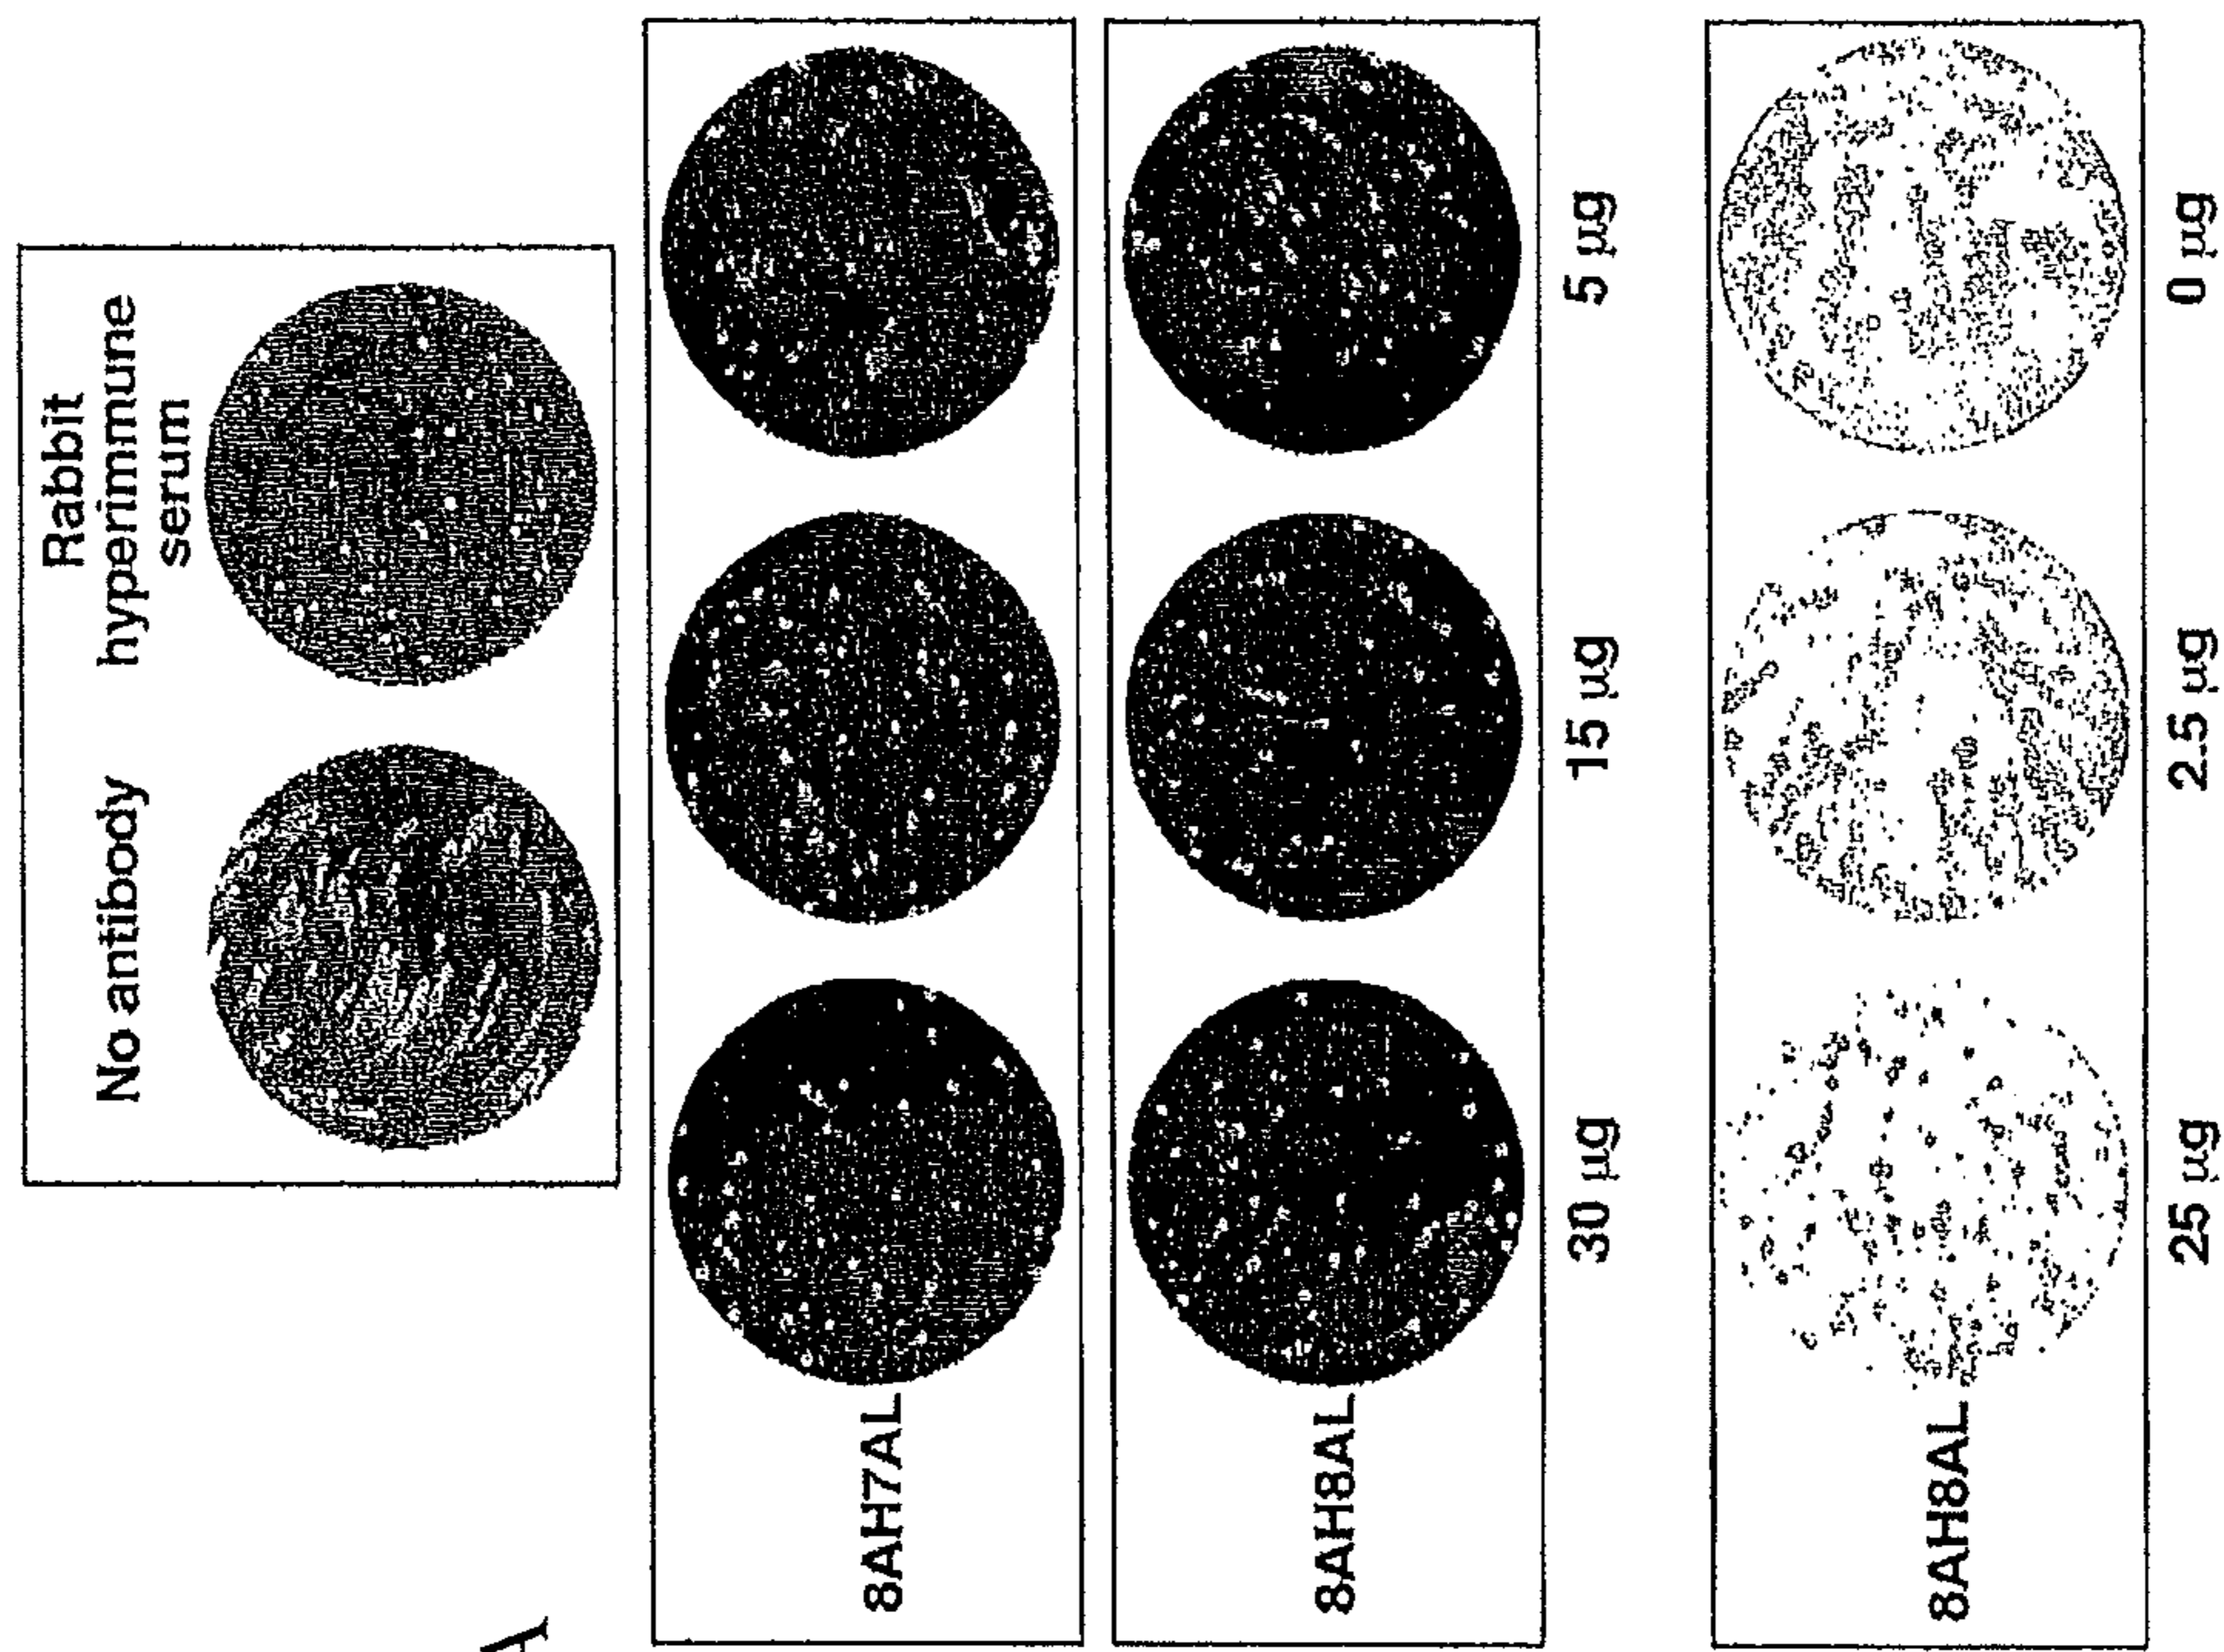 No antibody
Rabbit
hyperimmune
serum
8AH7AL
8AH8AL
30 µg
15 µg
5 µg
8AH8AL
25 µg
2.5 µg
0 µg